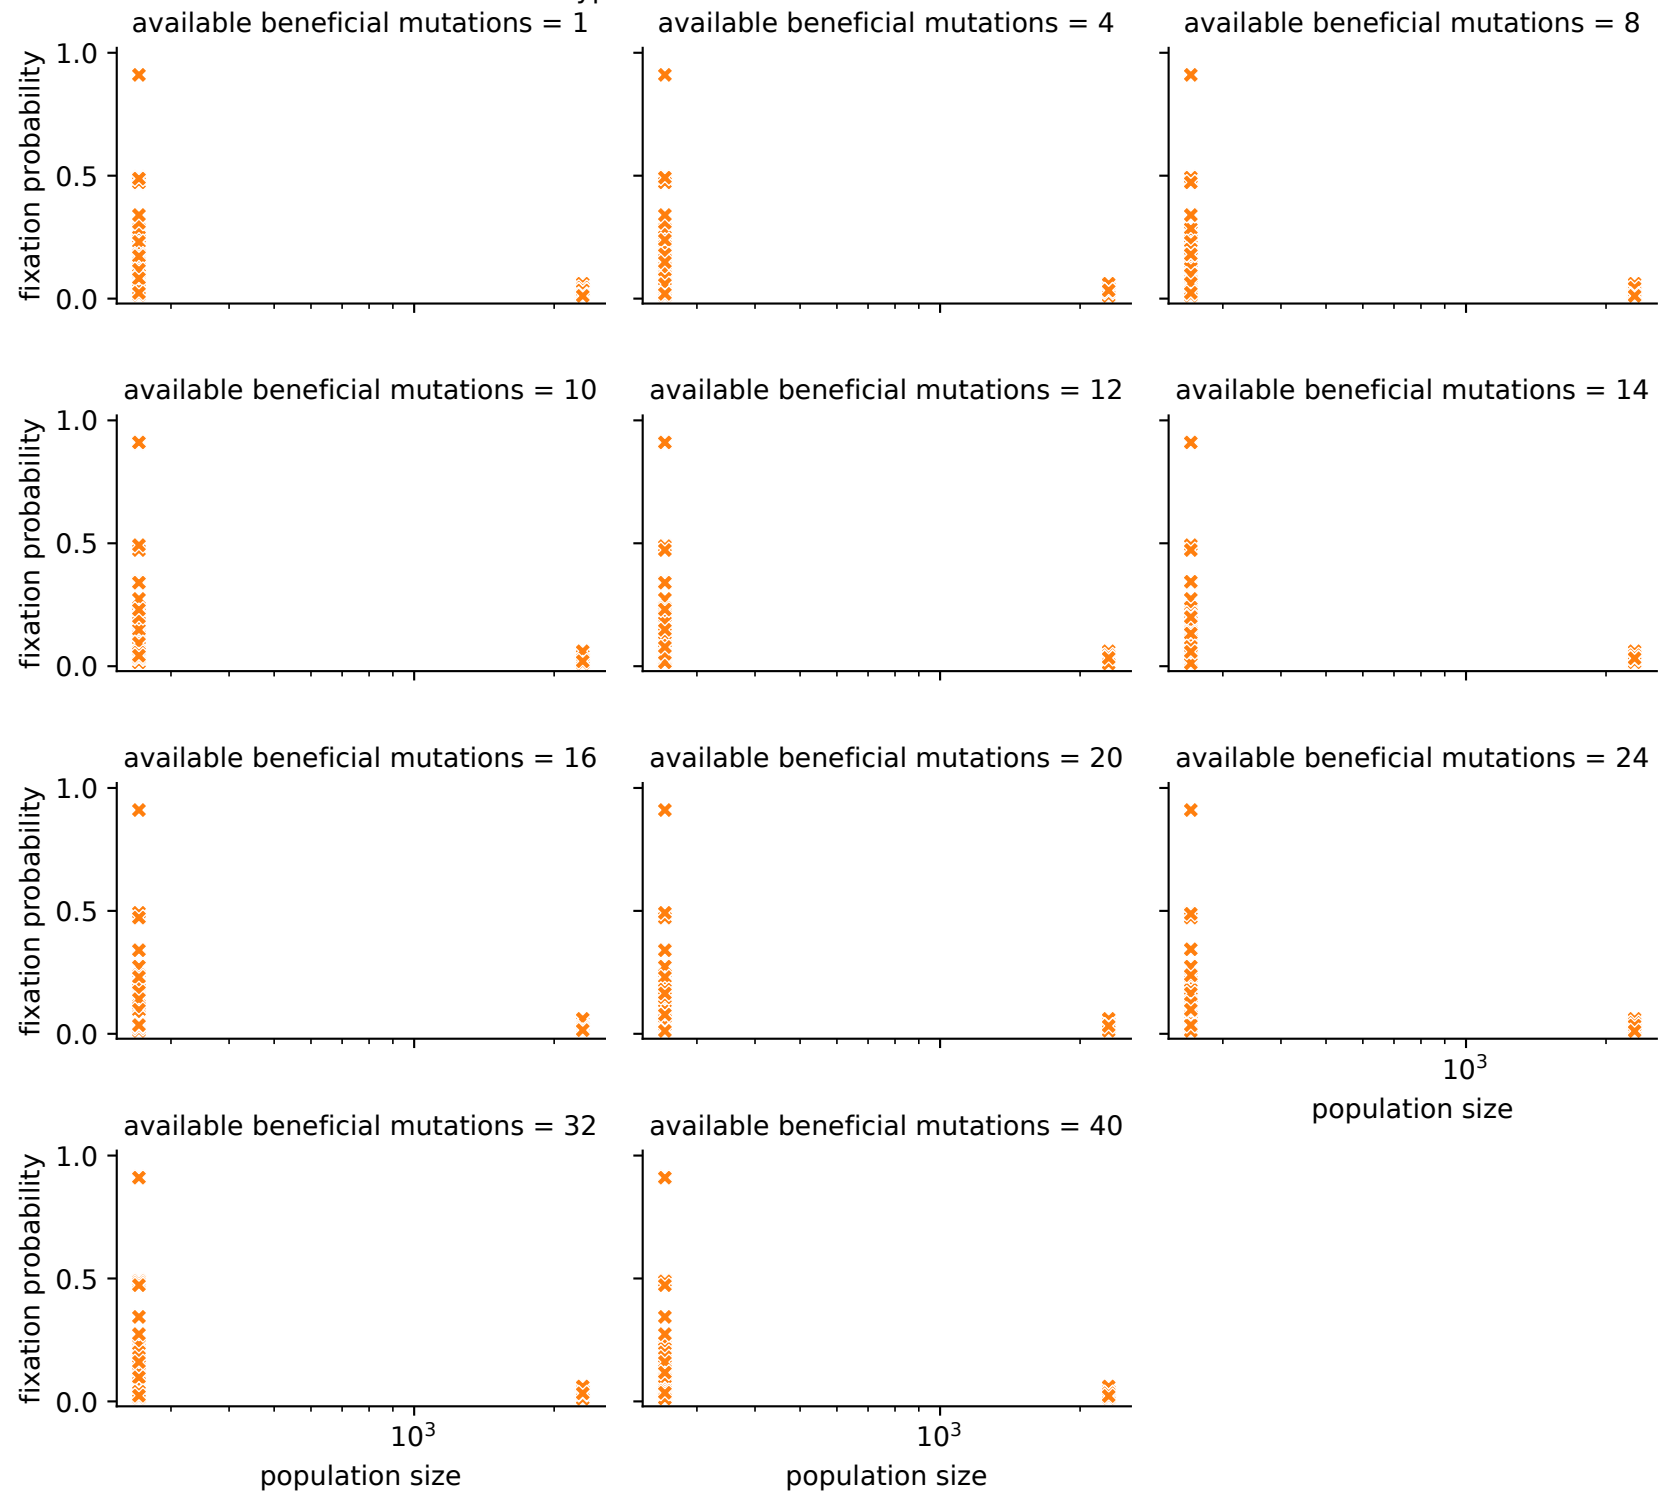 available beneficial mutations = 1
available beneficial mutations = 4
available beneficial mutations = 8
1.0
0.5
0.0
fixation probability
available beneficial mutations = 10
available beneficial mutations = 12
available beneficial mutations = 14
1.0
0.5
0.0
fixation probability
available beneficial mutations = 16
available beneficial mutations = 20
available beneficial mutations = 24
1.0
0.5
0.0
fixation probability
10³
population size
available beneficial mutations = 32
available beneficial mutations = 40
1.0
0.5
0.0
fixation probability
10³
10³
population size
population size